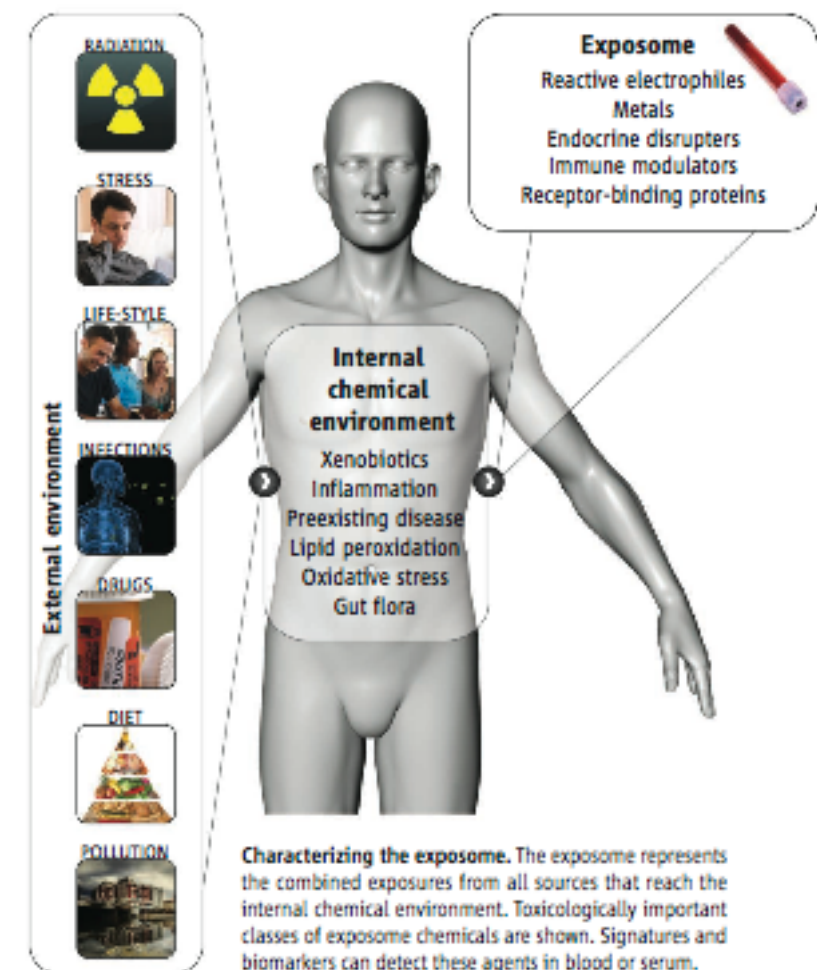 RADIATION
STRESS
LIFE-STYLE
INFECTIONS
DRUGS
DIET
POLLUTION
External environment
Exposome
Reactive electrophiles
Metals
Endocrine disrupters
Immune modulators
Receptor-binding proteins
Internal
chemical
environment
Xenobiotics
Inflammation
Preexisting disease
Lipid peroxidation
Oxidative stress
Gut flora
Characterizing the exposome. The exposome represents
the combined exposures from all sources that reach the
internal chemical environment. Toxicologically important
classes of exposome chemicals are shown. Signatures and
biomarkers can detect these agents in blood or serum.